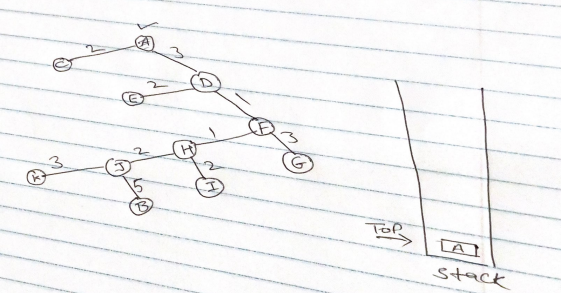 ✓
A
2
3
C
D
2
E
1
F
1
3
H
G
2
2
J
I
3
K
5
B
TOP
A
Stack